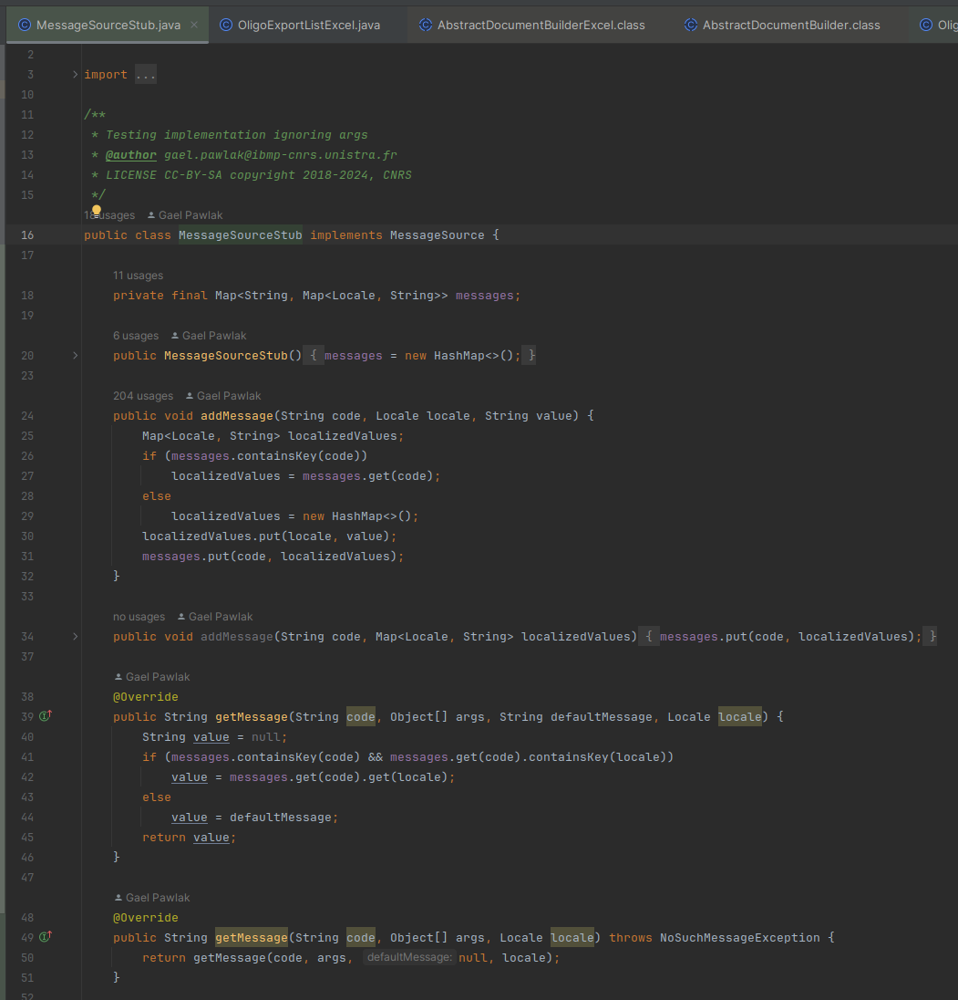 MessageSourceStub.java × OligoExportListExcel.java AbstractDocumentBuilderExcel.class AbstractDocumentBuilder.class Olig
2
3 import ...
10
11 /**
12 * Testing implementation ignoring args
13 * @author gael.pawlak@ibmp-cnrs.unistra.fr
14 * LICENSE CC-BY-SA copyright 2018-2024, CNRS
15 */
18 usages Gael Pawlak
16 public class MessageSourceStub implements MessageSource {
17
11 usages
18 private final Map<String, Map<Locale, String>> messages;
19
6 usages Gael Pawlak
20 public MessageSourceStub() { messages = new HashMap<>(); }
23
204 usages Gael Pawlak
24 public void addMessage(String code, Locale locale, String value) {
25 Map<Locale, String> localizedValues;
26 if (messages.containsKey(code))
27 localizedValues = messages.get(code);
28 else
29 localizedValues = new HashMap<>();
30 localizedValues.put(locale, value);
31 messages.put(code, localizedValues);
32 }
33
no usages Gael Pawlak
34 public void addMessage(String code, Map<Locale, String> localizedValues) { messages.put(code, localizedValues); }
37
Gael Pawlak
38 @Override
39 public String getMessage(String code, Object[] args, String defaultMessage, Locale locale) {
40 String value = null;
41 if (messages.containsKey(code) && messages.get(code).containsKey(locale))
42 value = messages.get(code).get(locale);
43 else
44 value = defaultMessage;
45 return value;
46 }
47
Gael Pawlak
48 @Override
49 public String getMessage(String code, Object[] args, Locale locale) throws NoSuchMessageException {
50 return getMessage(code, args, defaultMessage: null, locale);
51 }
52